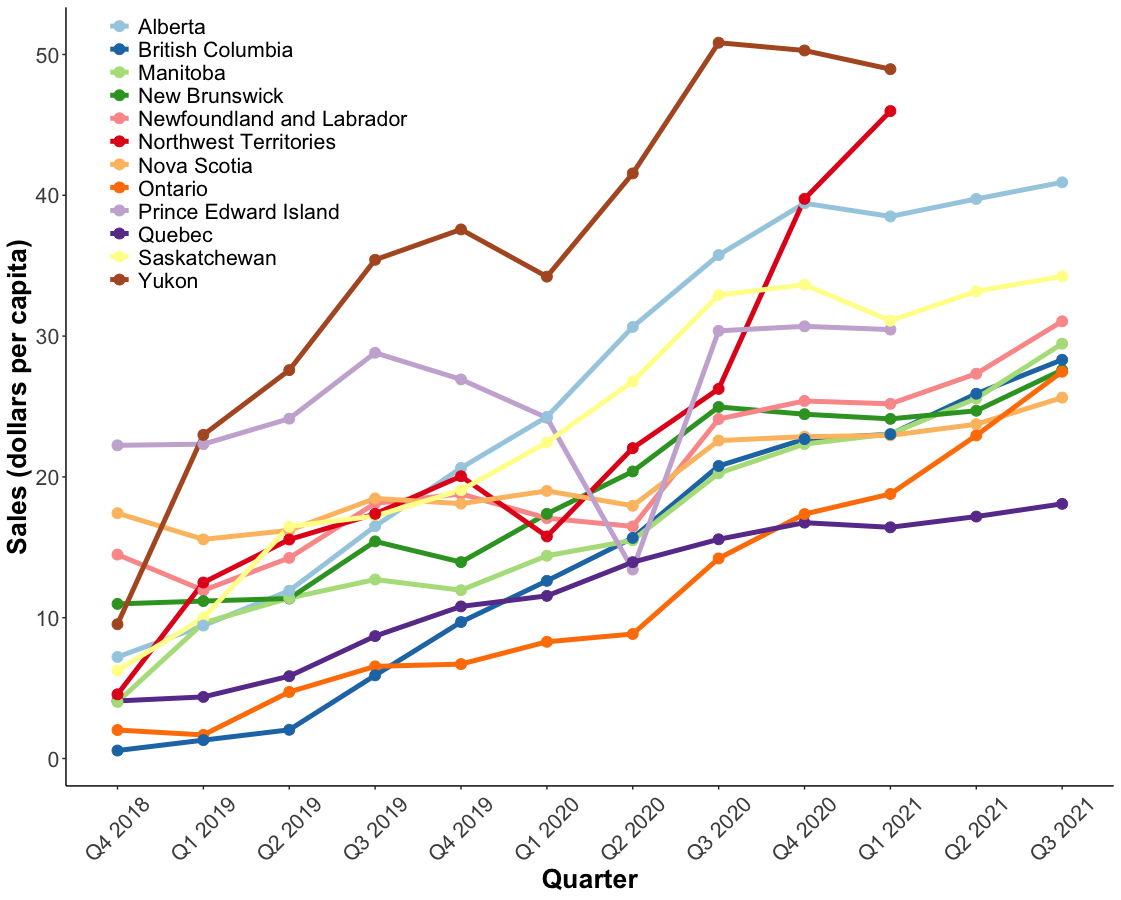 Alberta
British Columbia
Manitoba
New Brunswick
Newfoundland and Labrador
Northwest Territories
Nova Scotia
Ontario
Prince Edward Island
Quebec
Saskatchewan
Yukon
Sales (dollars per capita)
50
40
30
20
10
0
Q4 2018
Q1 2019
Q2 2019
Q3 2019
Q4 2019
Q1 2020
Q2 2020
Q3 2020
Q4 2020
Q1 2021
Q2 2021
Q3 2021
Quarter